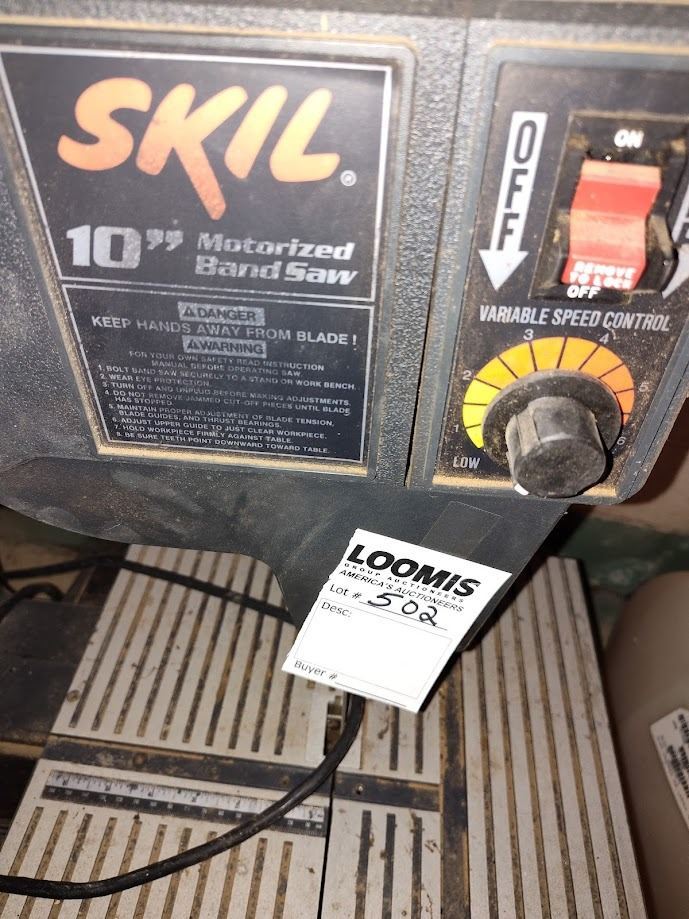 SKIL®
10" Motorized
Band Saw
DANGER
KEEP HANDS AWAY FROM BLADE !
WARNING
FOR YOUR OWN SAFETY READ INSTRUCTION
MANUAL BEFORE OPERATING SAW.
1. BOLT BAND SAW SECURELY TO A STAND OR WORK BENCH.
2. WEAR EYE PROTECTION.
3. TURN OFF AND UNPLUG BEFORE MAKING ADJUSTMENTS.
4. DO NOT REMOVE JAMMED CUT-OFF PIECES UNTIL BLADE
HAS STOPPED.
5. MAINTAIN PROPER ADJUSTMENT OF BLADE TENSION,
BLADE GUIDES, AND THRUST BEARINGS.
6. ADJUST UPPER GUIDE TO JUST CLEAR WORKPIECE.
7. HOLD WORKPIECE FIRMLY AGAINST TABLE.
8. BE SURE TEETH POINT DOWNWARD TOWARD TABLE.
OFF
ON
REMOVE
TO LOCK
OFF
VARIABLE SPEED CONTROL
1
2
3
4
5
6
LOW
LOOMIS
GROUP AUCTIONEERS
AMERICA'S AUCTIONEERS
Lot # 502
Desc:
Buyer #